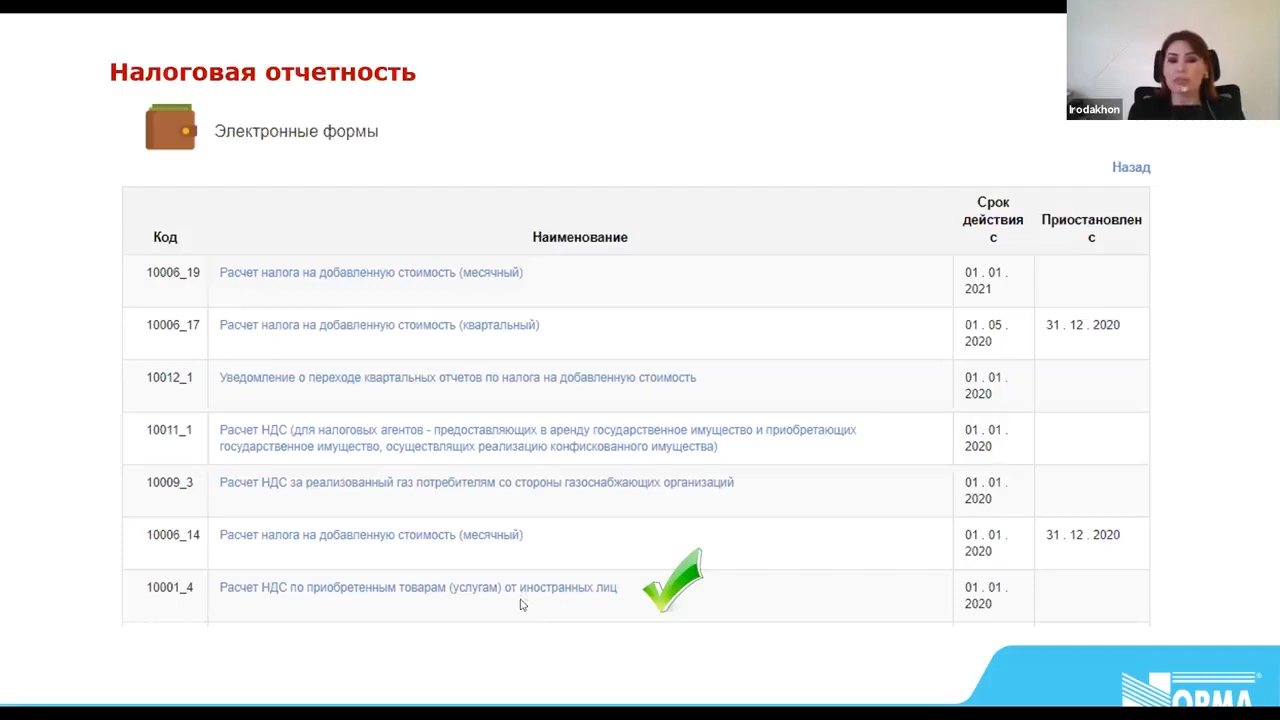 Налоговая отчетность
Irodakhon
Электронные формы
Назад
Код
Наименование
Срок
действия
с
Приостановлен
с
10006_19
Расчет налога на добавленную стоимость (месячный)
01 . 01 .
2021
10006_17
Расчет налога на добавленную стоимость (квартальный)
01 . 05 .
2020
31 . 12 . 2020
10012_1
Уведомление о переходе квартальных отчетов по налога на добавленную стоимость
01 . 01 .
2020
10011_1
Расчет НДС (для налоговых агентов - предоставляющих в аренду государственное имущество и приобретающих
государственное имущество, осуществлящих реализацию конфискованного имущества)
01 . 01 .
2020
10009_3
Расчет НДС за реализованный газ потребителям со стороны газоснабжающих организаций
01 . 01 .
2020
10006_14
Расчет налога на добавленную стоимость (месячный)
01 . 01 .
2020
31 . 12 . 2020
10001_4
Расчет НДС по приобретенным товарам (услугам) от иностранных лиц
01 . 01 .
2020
NОРМА